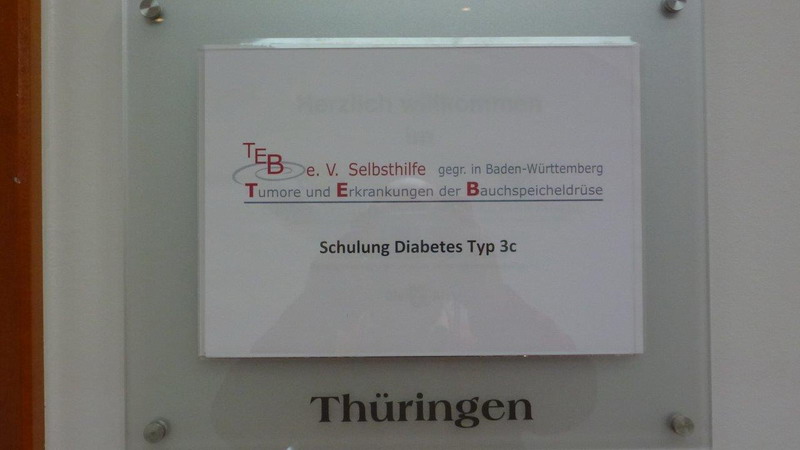 TEB e. V. Selbsthilfe gegr. in Baden-Württemberg
Tumore und Erkrankungen der Bauchspeicheldrüse
Schulung Diabetes Typ 3c
Thüringen